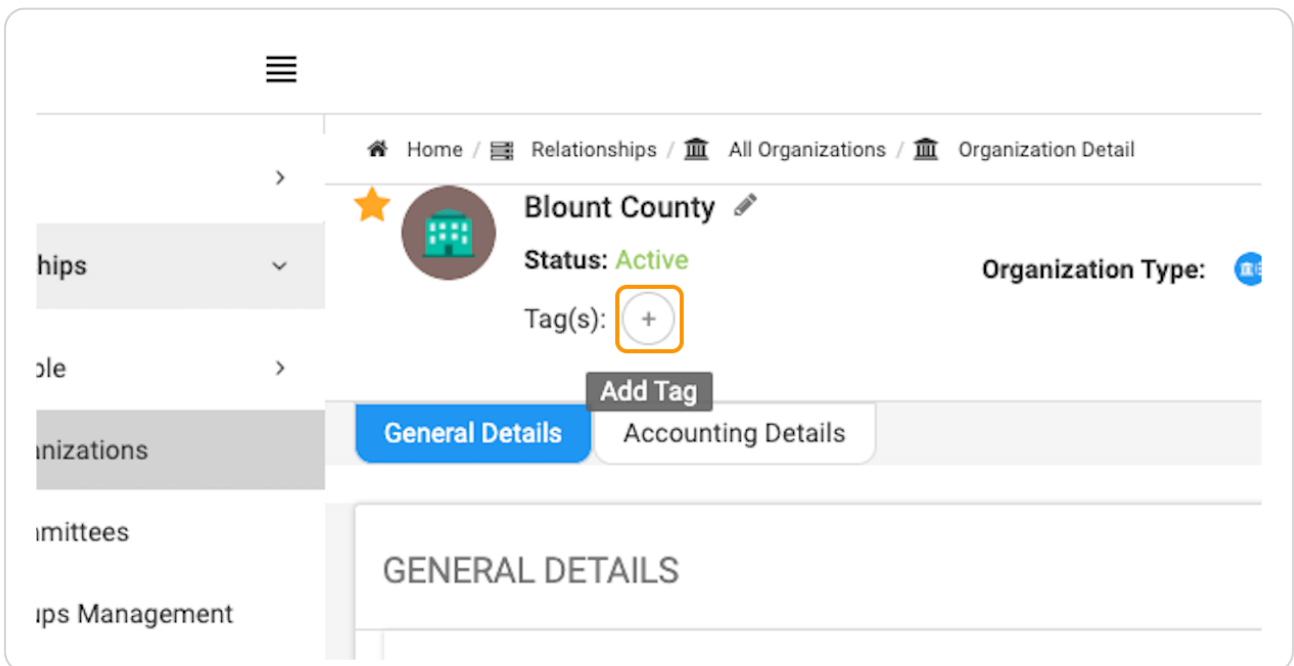 Home / Relationships / All Organizations / Organization Detail
Blount County
Status: Active
Organization Type:
Tag(s): +
Add Tag
General Details
Accounting Details
GENERAL DETAILS
hips
ple
anizations
mmittees
ups Management